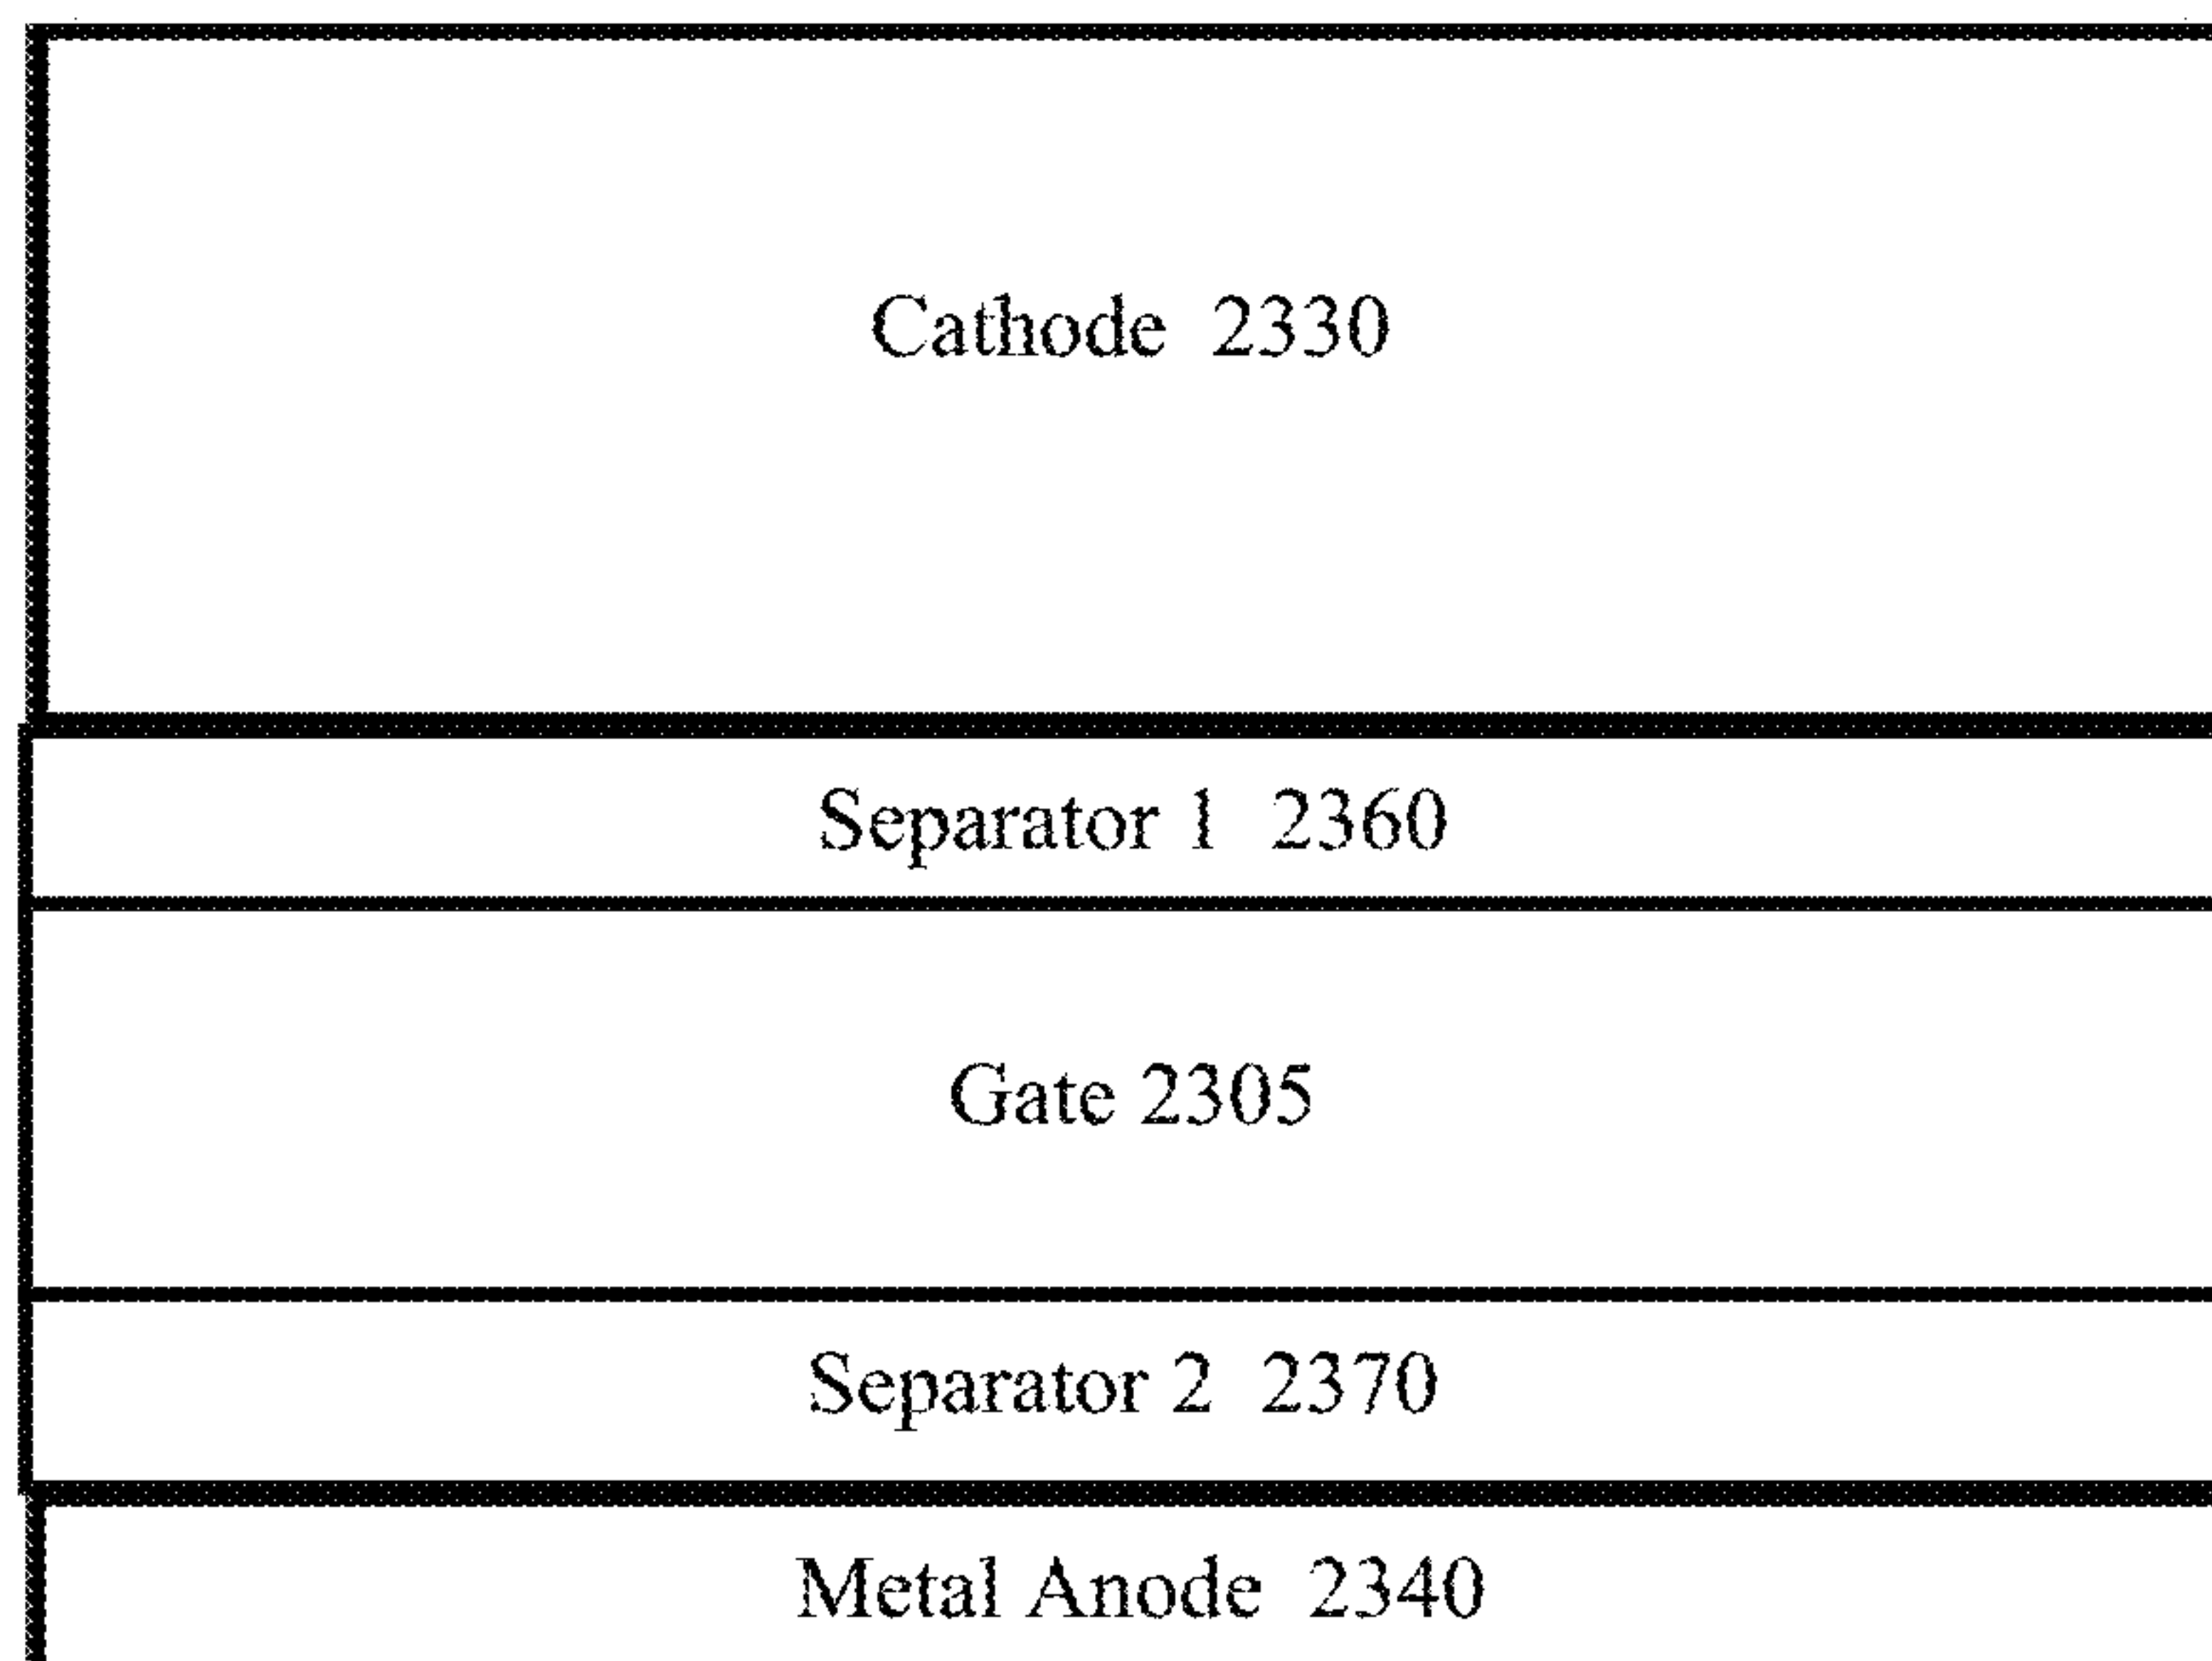 Cathode 2330
Separator 1 2360
Gate 2305
Separator 2 2370
Metal Anode 2340